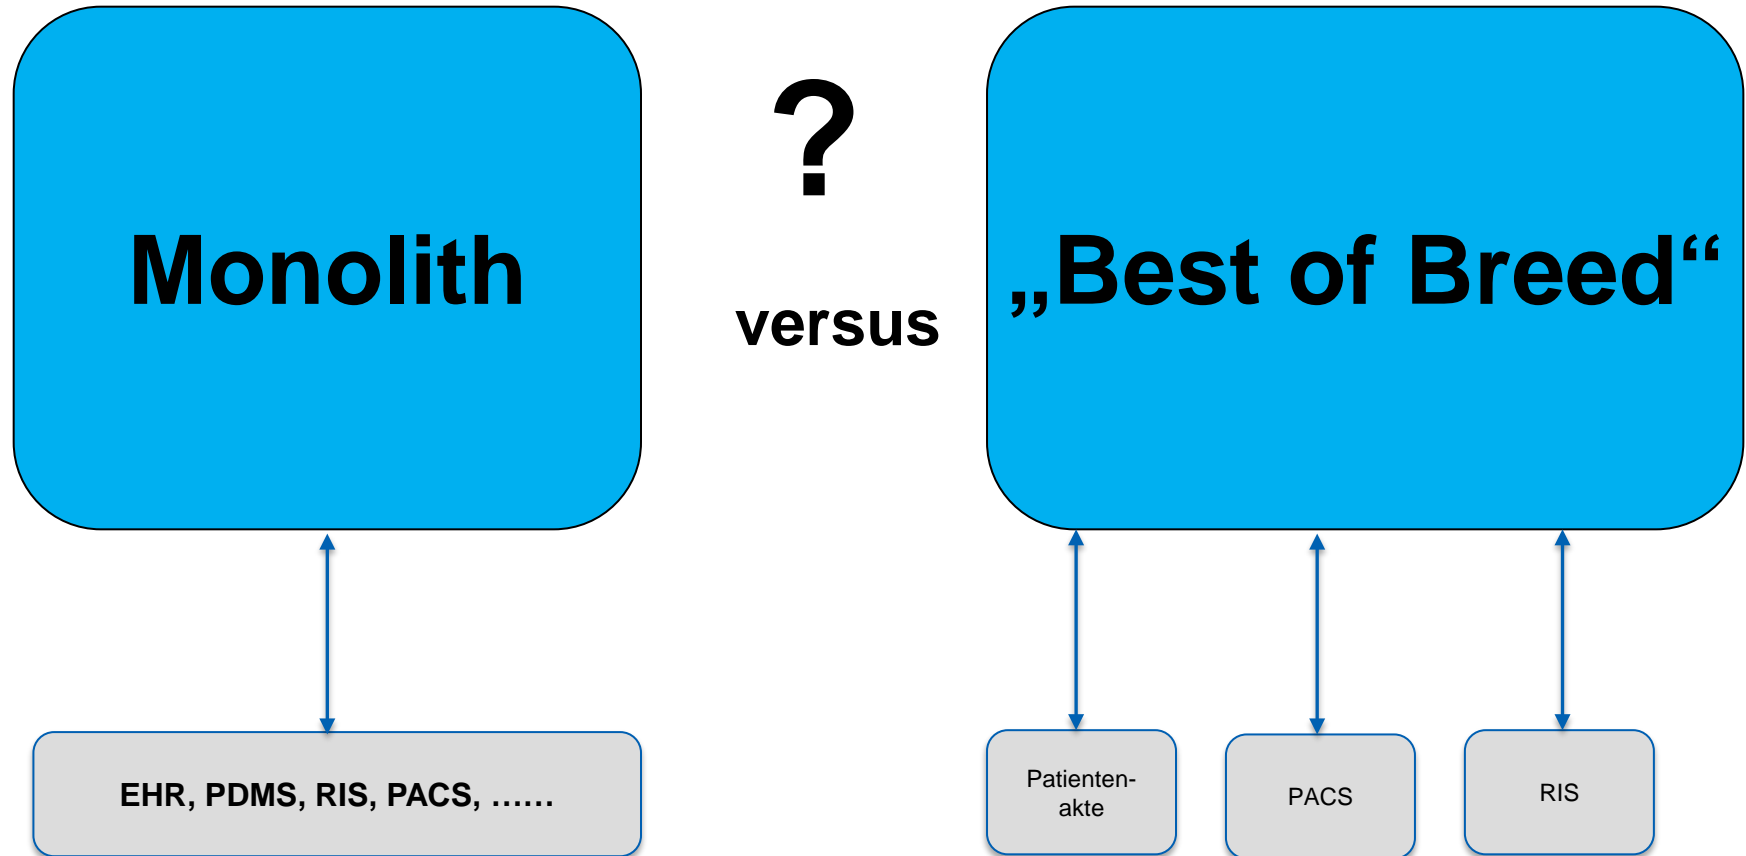 Monolith
?
versus
„Best of Breed“
EHR, PDMS, RIS, PACS, ......
Patienten-
akte
PACS
RIS